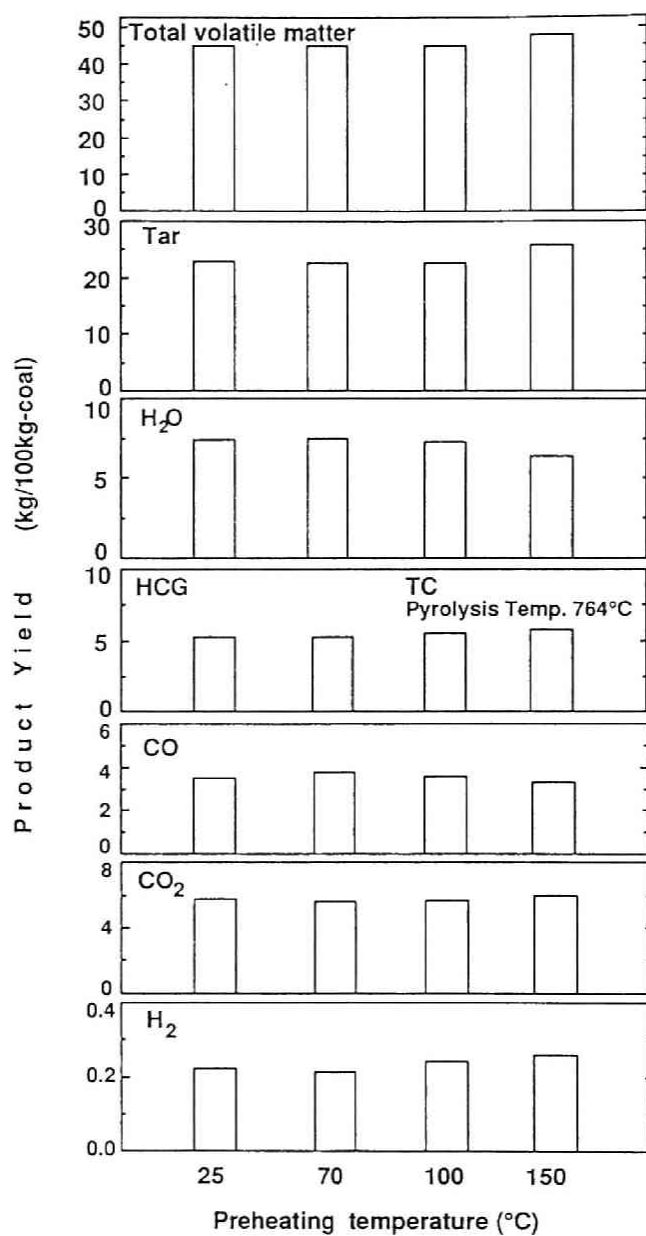 50
Total volatile matter
40
30
20
10
0
30
Tar
20
10
0
10
H₂O
5
0
10
HCG
TC
Pyrolysis Temp. 764°C
5
0
6
CO
4
2
0
8
CO₂
4
0
0.4
H₂
0.2
0.0
25 70 100 150
Preheating temperature (°C)
Product Yield (kg/100kg-coal)